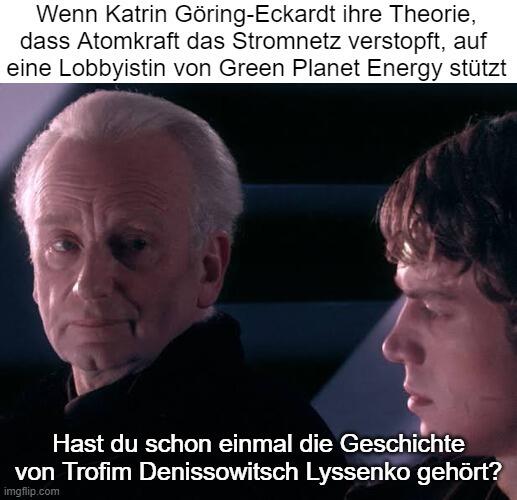 Wenn Katrin Göring-Eckardt ihre Theorie,
dass Atomkraft das Stromnetz verstopft, auf
eine Lobbyistin von Green Planet Energy stützt
Hast du schon einmal die Geschichte
von Trofim Denissowitsch Lyssenko gehört?
imgflip.com